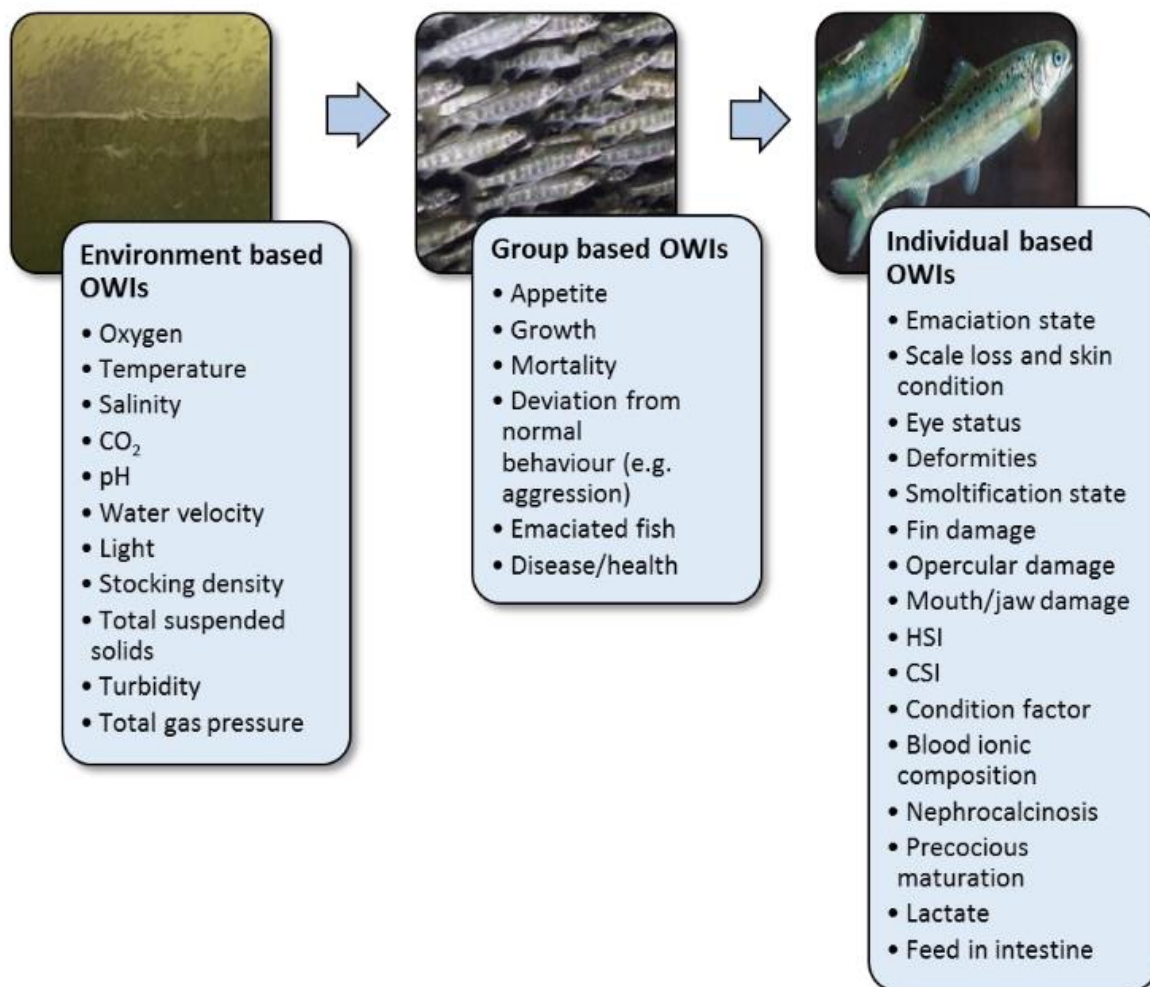 Environment based
OWIs
• Oxygen
• Temperature
• Salinity
• CO₂
• pH
• Water velocity
• Light
• Stocking density
• Total suspended
solids
• Turbidity
• Total gas pressure
Group based OWIs
• Appetite
• Growth
• Mortality
• Deviation from
normal
behaviour (e.g.
aggression)
• Emaciated fish
• Disease/health
Individual based
OWIs
• Emaciation state
• Scale loss and skin
condition
• Eye status
• Deformities
• Smoltification state
• Fin damage
• Opercular damage
• Mouth/jaw damage
• HSI
• CSI
• Condition factor
• Blood ionic
composition
• Nephrocalcinosis
• Precocious
maturation
• Lactate
• Feed in intestine